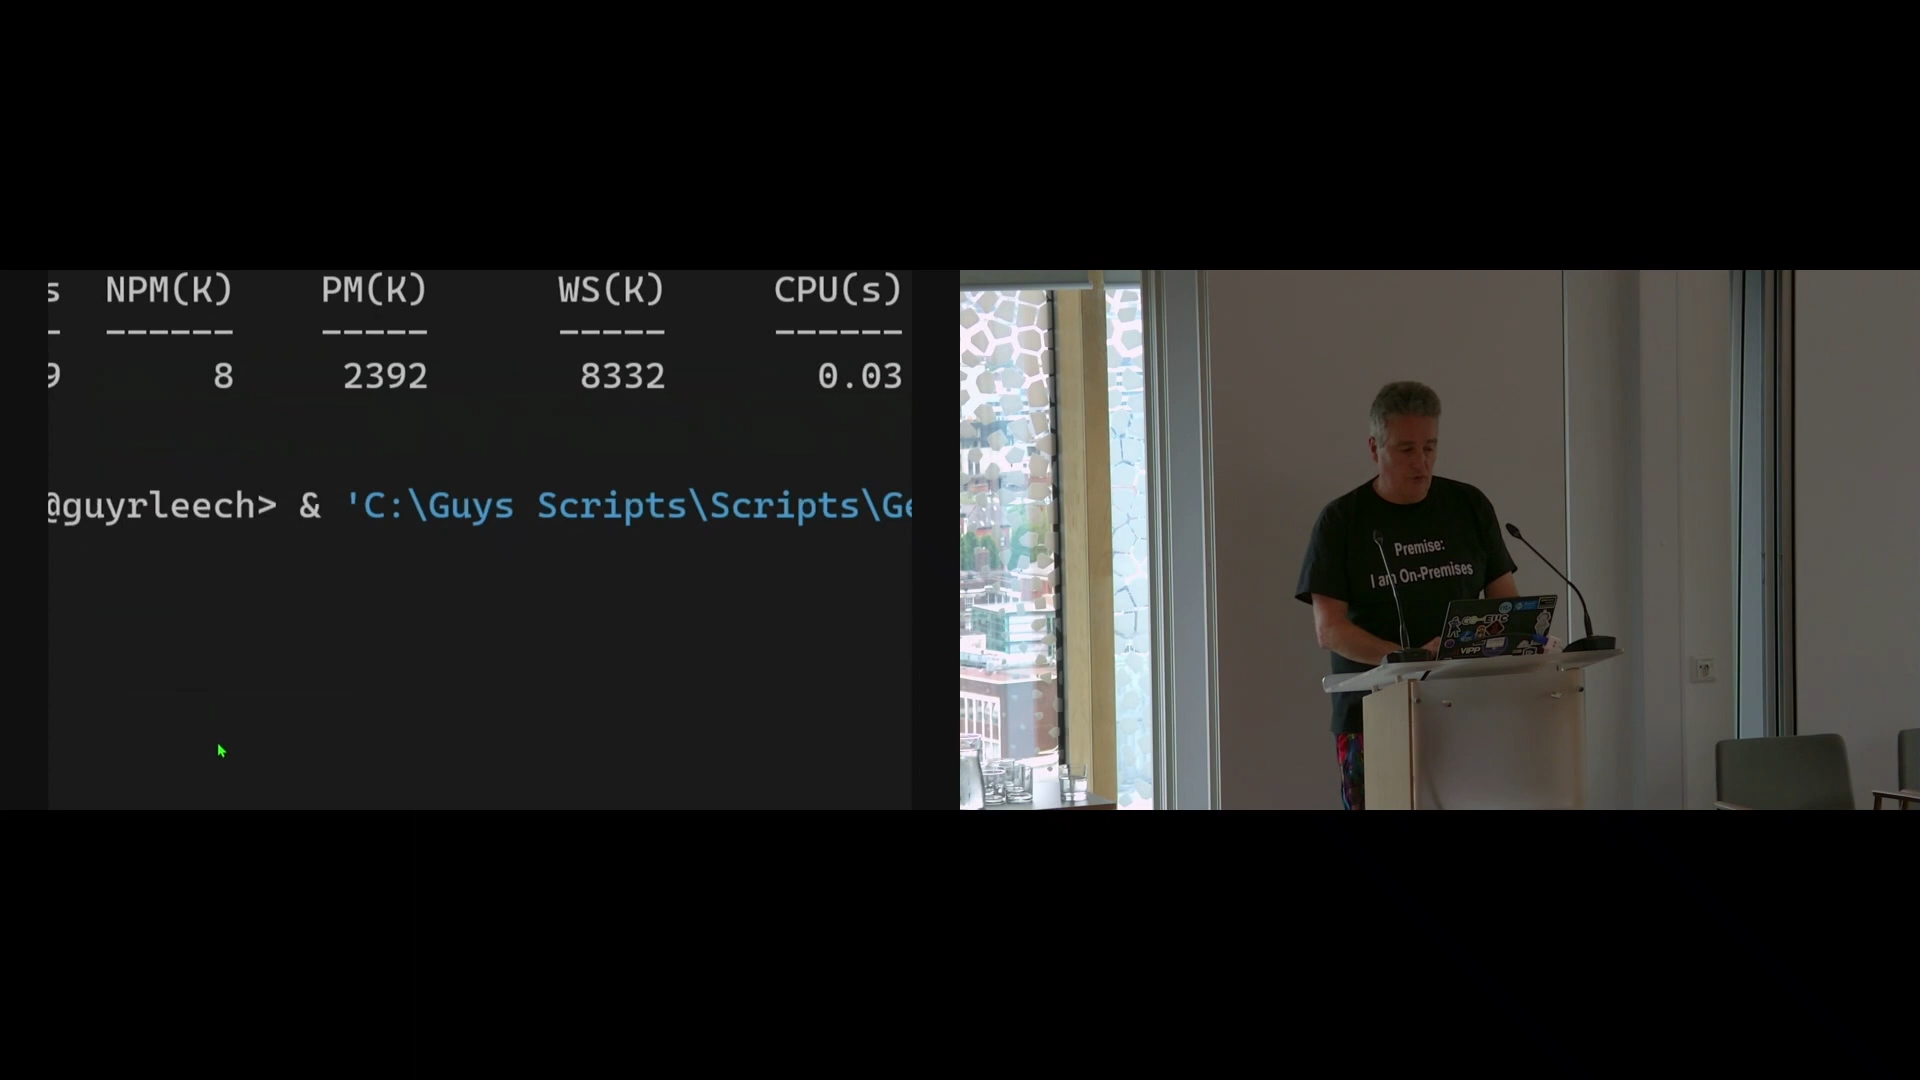 s NPM(K) PM(K) WS(K) CPU(s)
- ------ ----- ----- ------
9 8 2392 8332 0.03
@guyrleech> & 'C:\Guys Scripts\Scripts\Ge
Premise:
I am On-Premises
VIPP